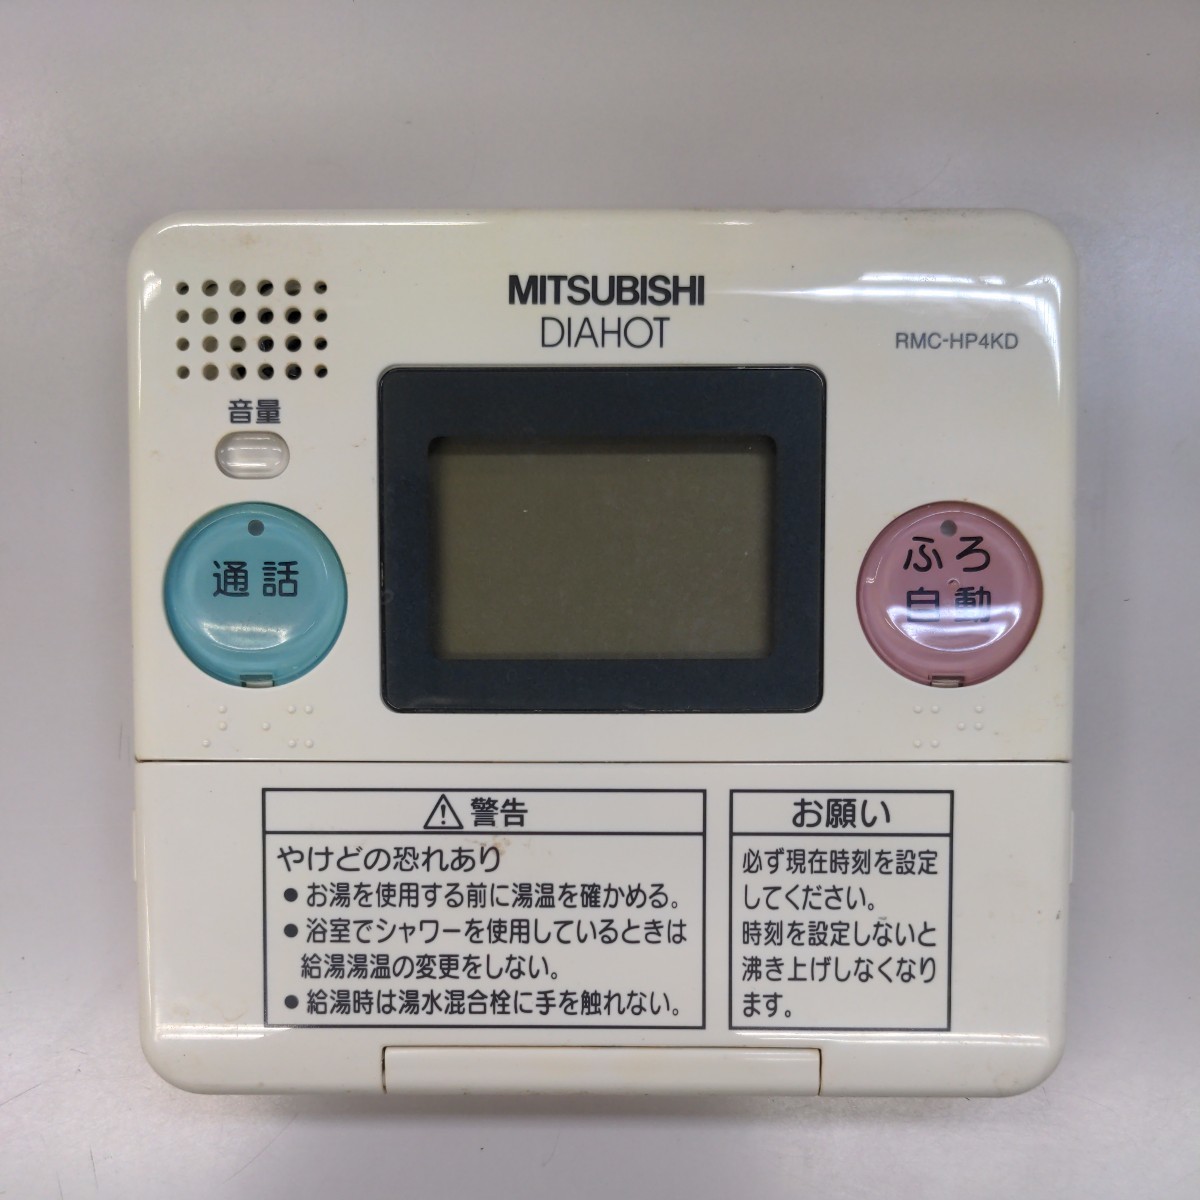 MITSUBISHI
DIAHOT
RMC-HP4KD
音量
通話
ふろ
自動
警告
やけどの恐れあり
● お湯を使用する前に湯温を確かめる。
● 浴室でシャワーを使用しているときは
給湯湯温の変更をしない。
● 給湯時は湯水混合栓に手を触れない。
お願い
必ず現在時刻を設定
してください。
時刻を設定しないと
沸き上げしなくなり
ます。